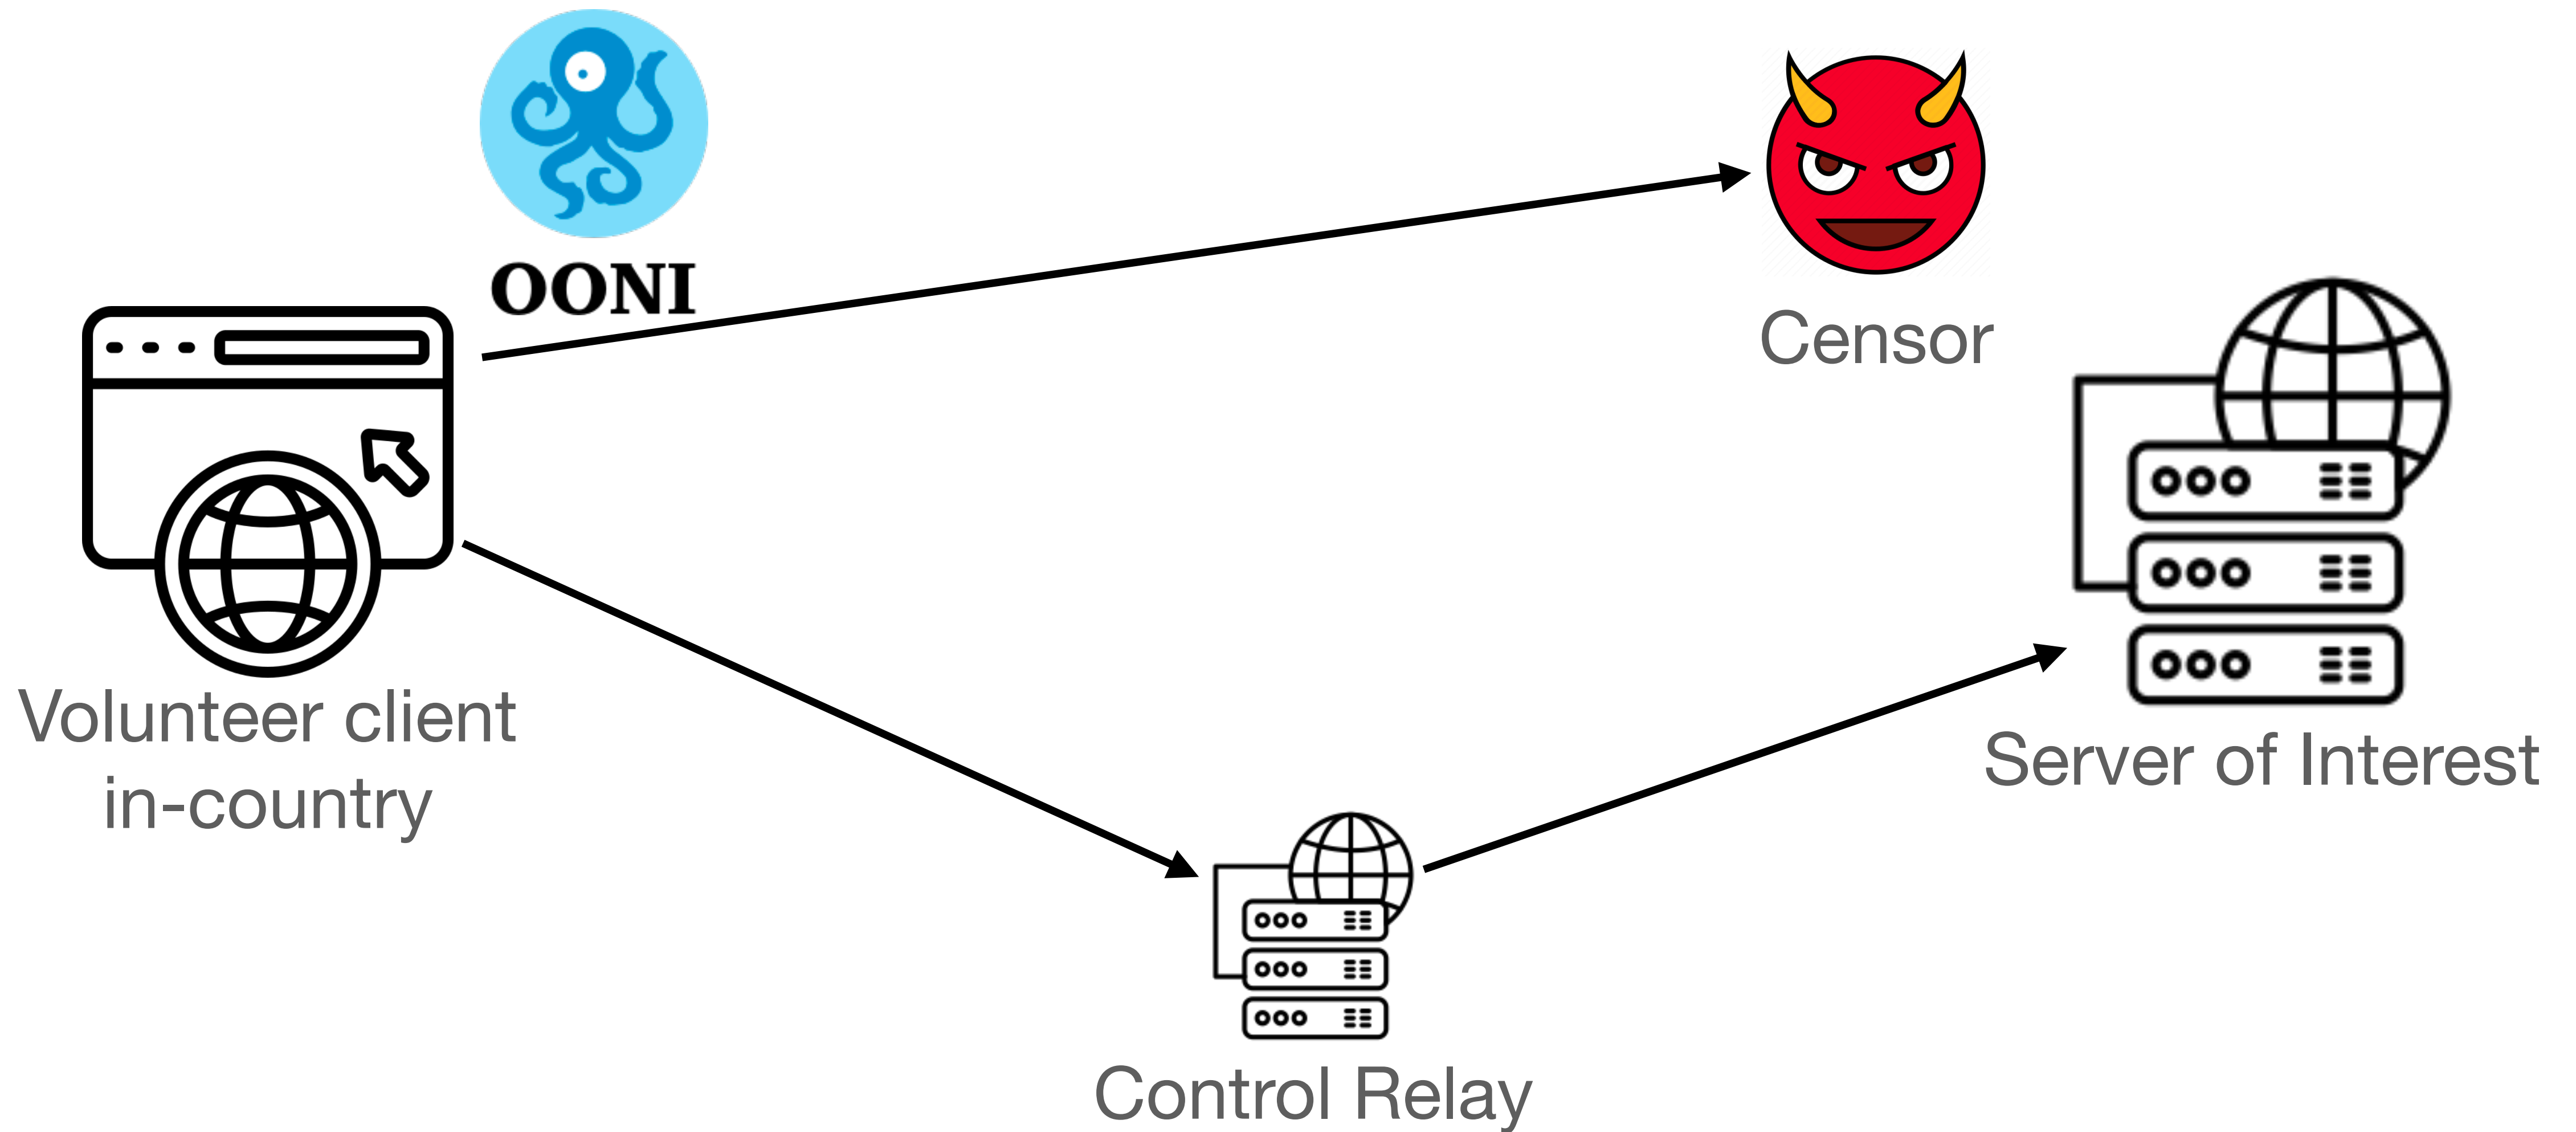 OONI
Censor
Volunteer client
in-country
Server of Interest
Control Relay